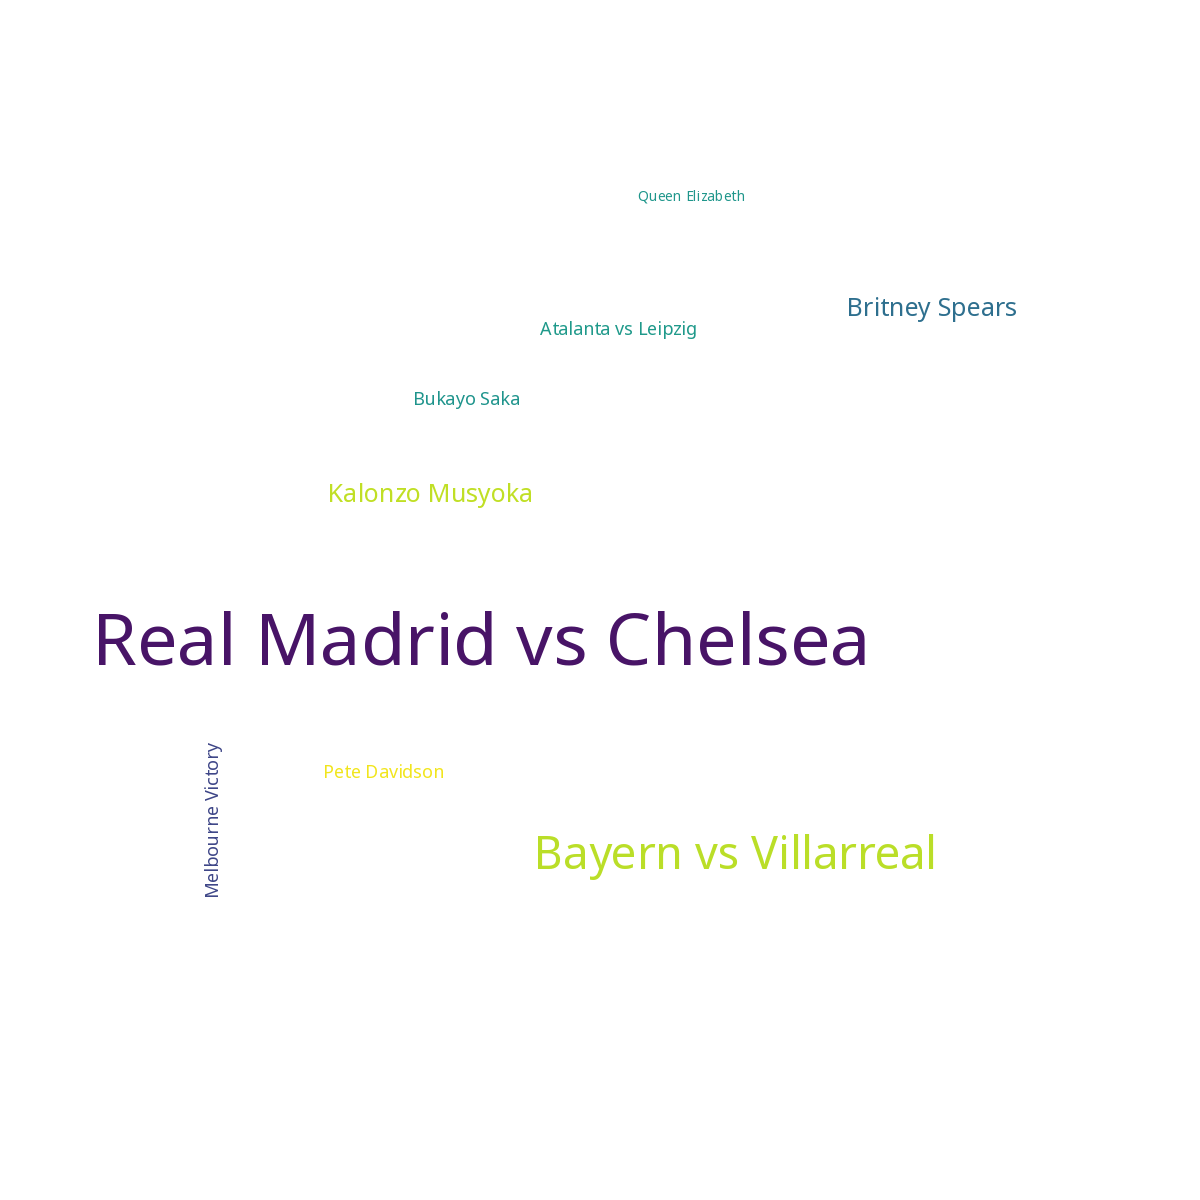 Queen Elizabeth
Britney Spears
Atalanta vs Leipzig
Bukayo Saka
Kalonzo Musyoka
Real Madrid vs Chelsea
Melbourne Victory
Pete Davidson
Bayern vs Villarreal